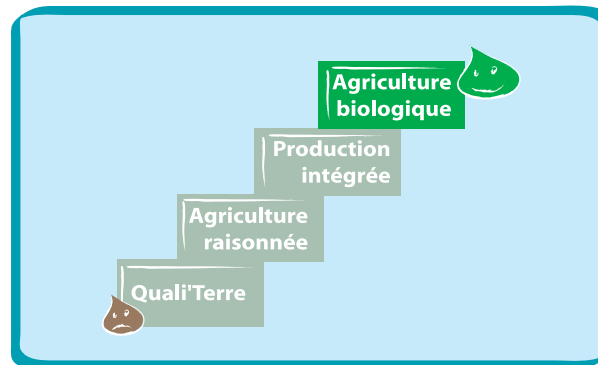 Agriculture
biologique
Production
intégrée
Agriculture
raisonnée
Quali'Terre